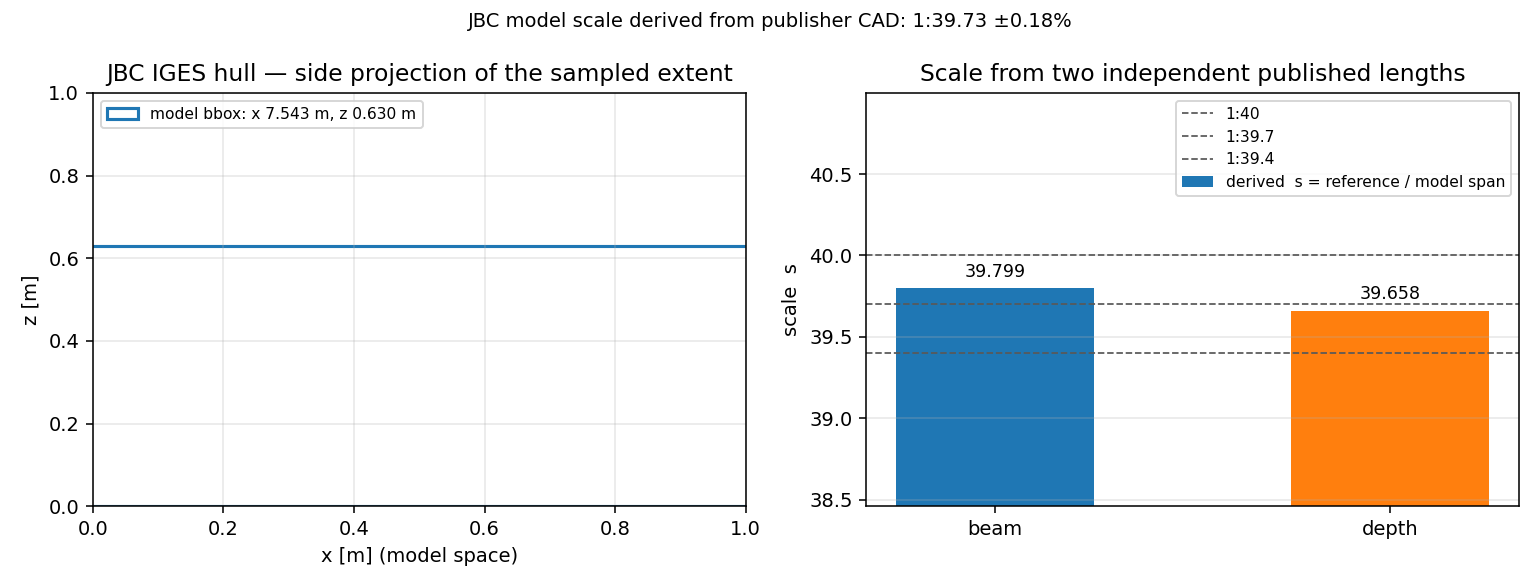 JBC model scale derived from publisher CAD: 1:39.73 ±0.18%
JBC IGES hull — side projection of the sampled extent
model bbox: x 7.543 m, z 0.630 m
z [m]
1.0
0.8
0.6
0.4
0.2
0.0
0.0 0.2 0.4 0.6 0.8 1.0
x [m] (model space)
Scale from two independent published lengths
1:40
1:39.7
1:39.4
derived  s = reference / model span
scale  s
40.5
40.0
39.5
39.0
38.5
39.799
39.658
beam depth